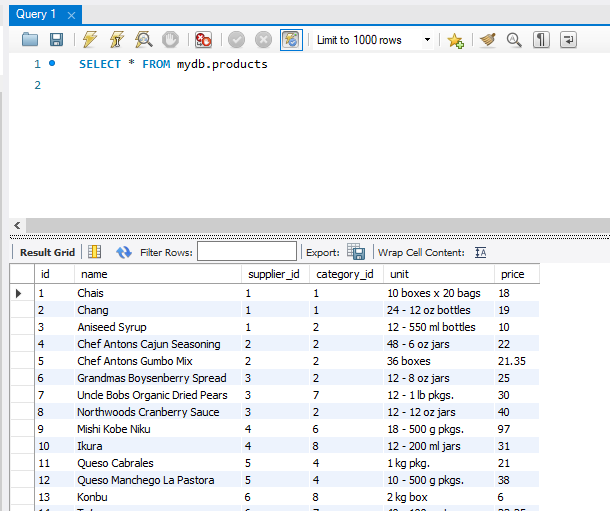 Query 1
Limit to 1000 rows
1 SELECT * FROM mydb.products
2
Result Grid Filter Rows: Export: Wrap Cell Content:
id name supplier_id category_id unit price
1 Chais 1 1 10 boxes x 20 bags 18
2 Chang 1 1 24 - 12 oz bottles 19
3 Aniseed Syrup 1 2 12 - 550 ml bottles 10
4 Chef Antons Cajun Seasoning 2 2 48 - 6 oz jars 22
5 Chef Antons Gumbo Mix 2 2 36 boxes 21.35
6 Grandmas Boysenberry Spread 3 2 12 - 8 oz jars 25
7 Uncle Bobs Organic Dried Pears 3 7 12 - 1 lb pkgs. 30
8 Northwoods Cranberry Sauce 3 2 12 - 12 oz jars 40
9 Mishi Kobe Niku 4 6 18 - 500 g pkgs. 97
10 Ikura 4 8 12 - 200 ml jars 31
11 Queso Cabrales 5 4 1 kg pkg. 21
12 Queso Manchego La Pastora 5 4 10 - 500 g pkgs. 38
13 Konbu 6 8 2 kg box 6